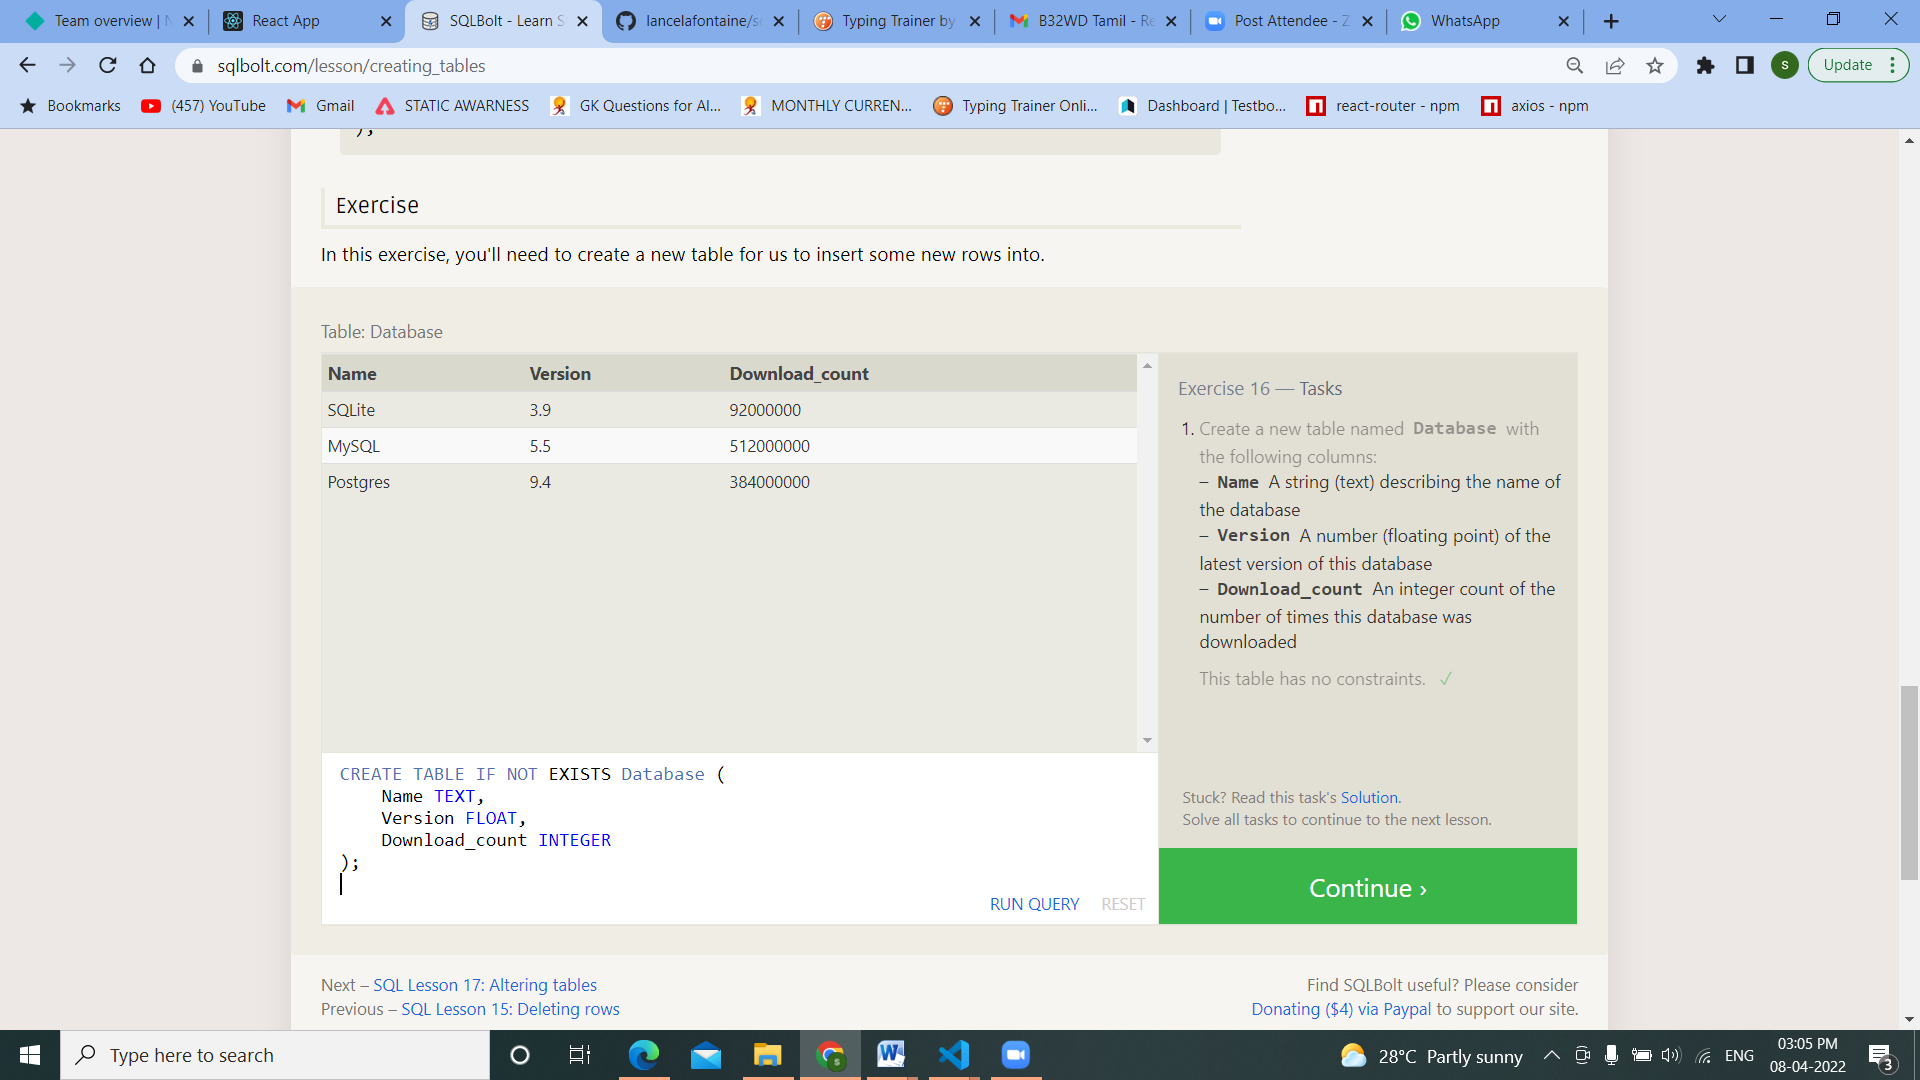 Team overview | N
React App
SQLBolt - Learn S
lancelafontaine/s
Typing Trainer by
B32WD Tamil - Re
Post Attendee - Z
WhatsApp
sqlbolt.com/lesson/creating_tables
S
Update
Bookmarks
(457) YouTube
Gmail
STATIC AWARNESS
GK Questions for Al...
MONTHLY CURREN...
Typing Trainer Onli...
Dashboard | Testbo...
react-router - npm
axios - npm
);
Exercise
In this exercise, you'll need to create a new table for us to insert some new rows into.
Table: Database
Name Version Download_count
SQLite 3.9 92000000
MySQL 5.5 512000000
Postgres 9.4 384000000
Exercise 16 — Tasks
1. Create a new table named Database with
the following columns:
– Name A string (text) describing the name of
the database
– Version A number (floating point) of the
latest version of this database
– Download_count An integer count of the
number of times this database was
downloaded
This table has no constraints. ✓
CREATE TABLE IF NOT EXISTS Database (
Name TEXT,
Version FLOAT,
Download_count INTEGER
);
RUN QUERY RESET
Stuck? Read this task's Solution.
Solve all tasks to continue to the next lesson.
Continue ›
Next – SQL Lesson 17: Altering tables
Previous – SQL Lesson 15: Deleting rows
Find SQLBolt useful? Please consider
Donating ($4) via Paypal to support our site.
Type here to search
28°C Partly sunny
ENG
03:05 PM
08-04-2022
3